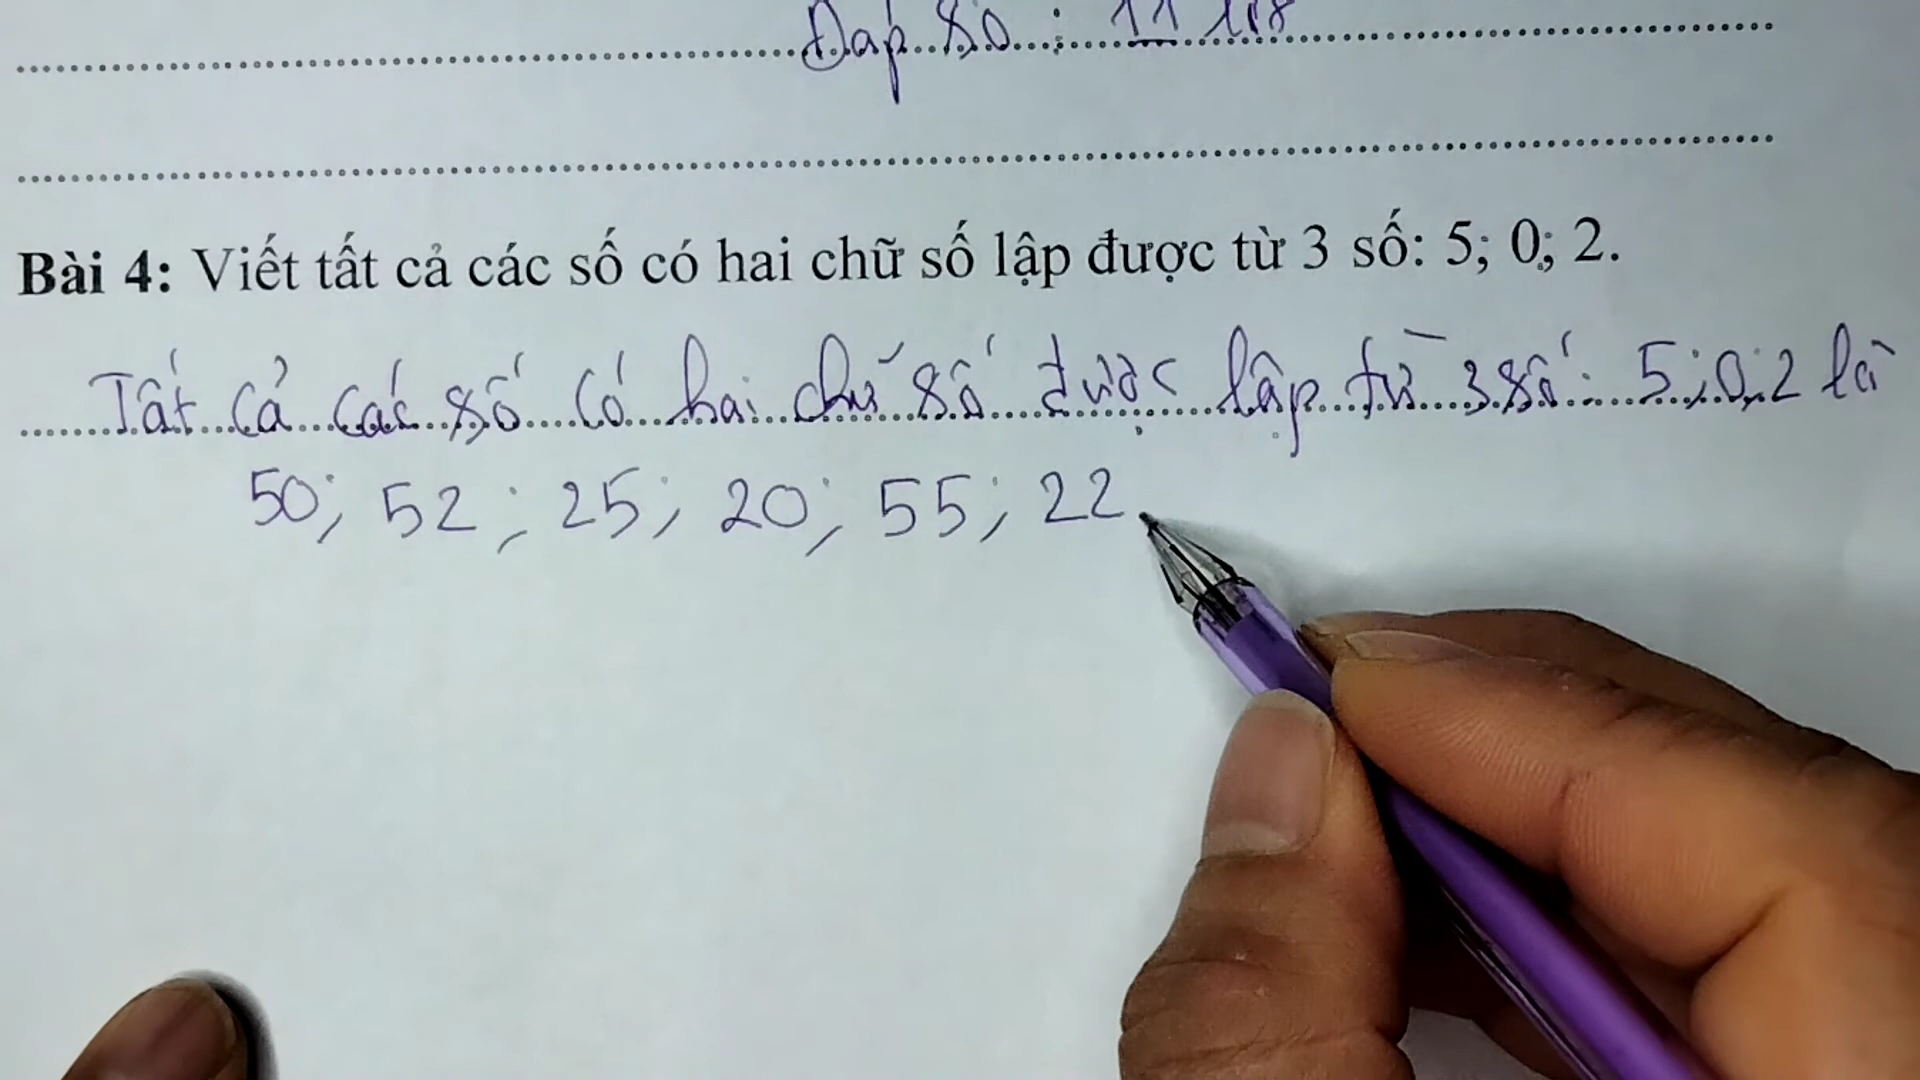 Đáp số : 11 lít
Bài 4: Viết tất cả các số có hai chữ số lập được từ 3 số: 5; 0; 2.
Tất cả các số có hai chữ số được lập từ 3 số: 5; 0; 2 là
50; 52; 25; 20; 55; 22